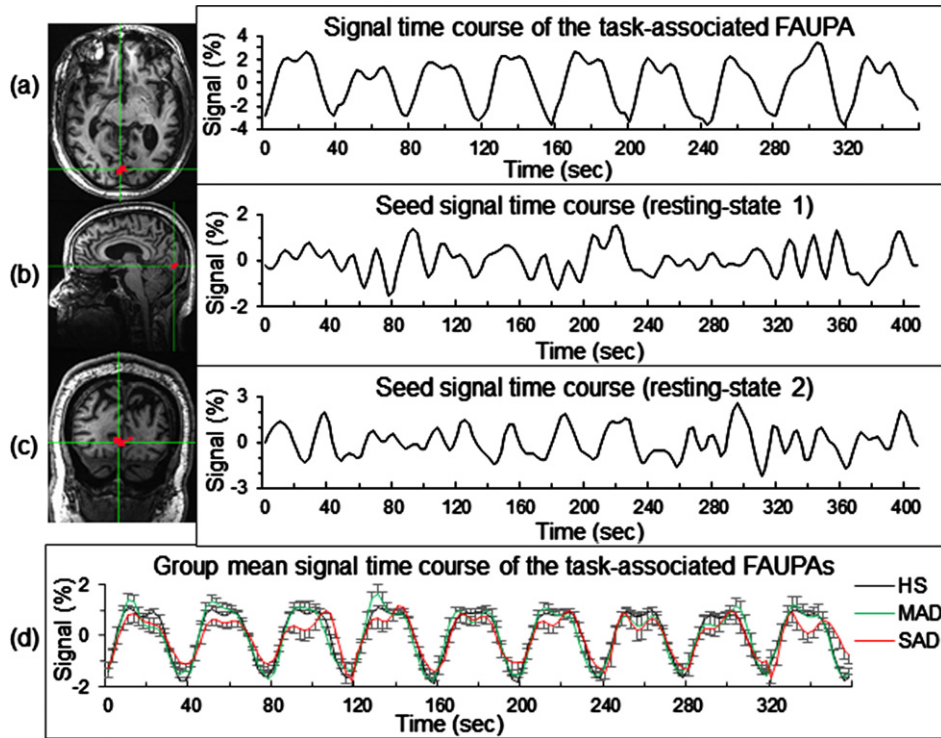 (a)
Signal time course of the task-associated FAUPA
Signal (%)
4
2
0
-2
-4
0 40 80 120 160 200 240 280 320
Time (sec)
(b)
Seed signal time course (resting-state 1)
Signal (%)
2
0
-2
0 40 80 120 160 200 240 280 320 360 400
Time (sec)
(c)
Seed signal time course (resting-state 2)
Signal (%)
3
0
-3
0 40 80 120 160 200 240 280 320 360 400
Time (sec)
(d)
Group mean signal time course of the task-associated FAUPAs
Signal (%)
2
0
-2
0 40 80 120 160 200 240 280 320
Time (sec)
HS
MAD
SAD